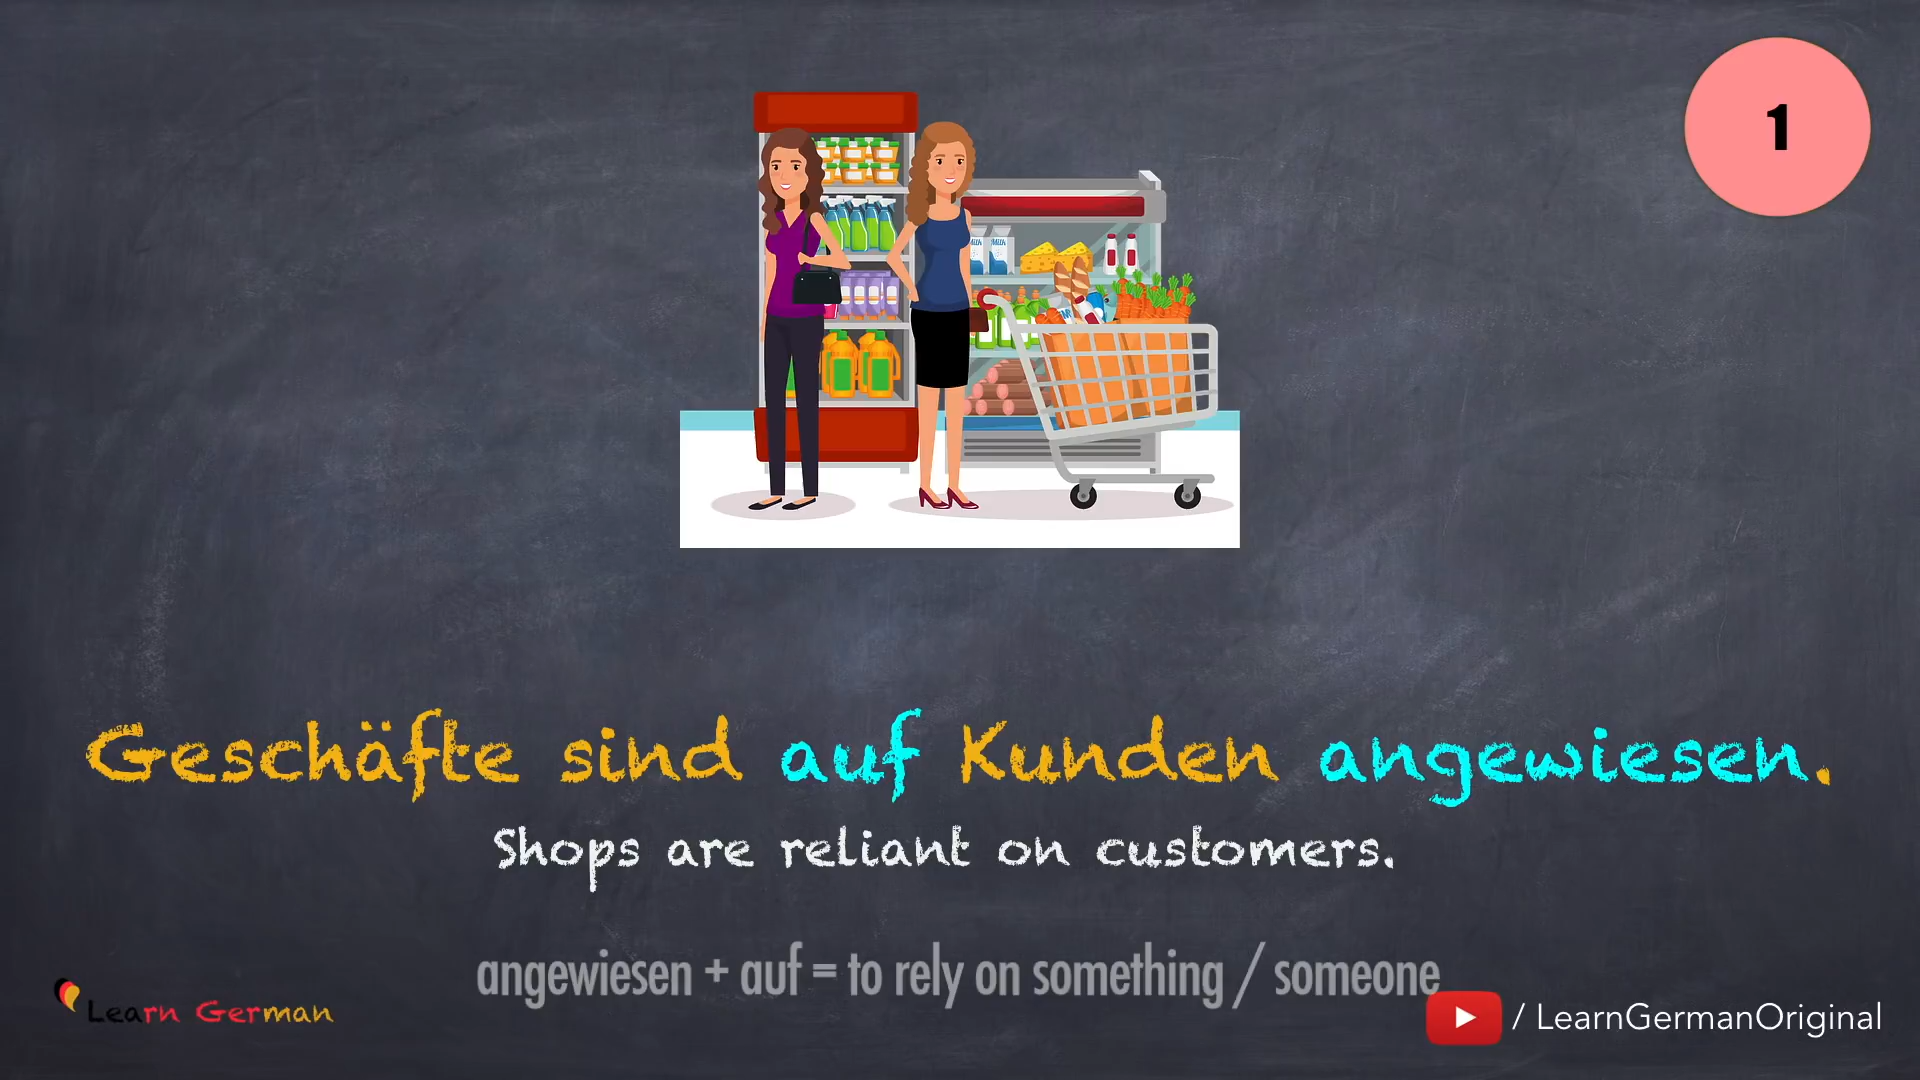 1
Geschäfte sind auf Kunden angewiesen.
Shops are reliant on customers.
angewiesen + auf = to rely on something / someone
Learn German
/ LearnGermanOriginal